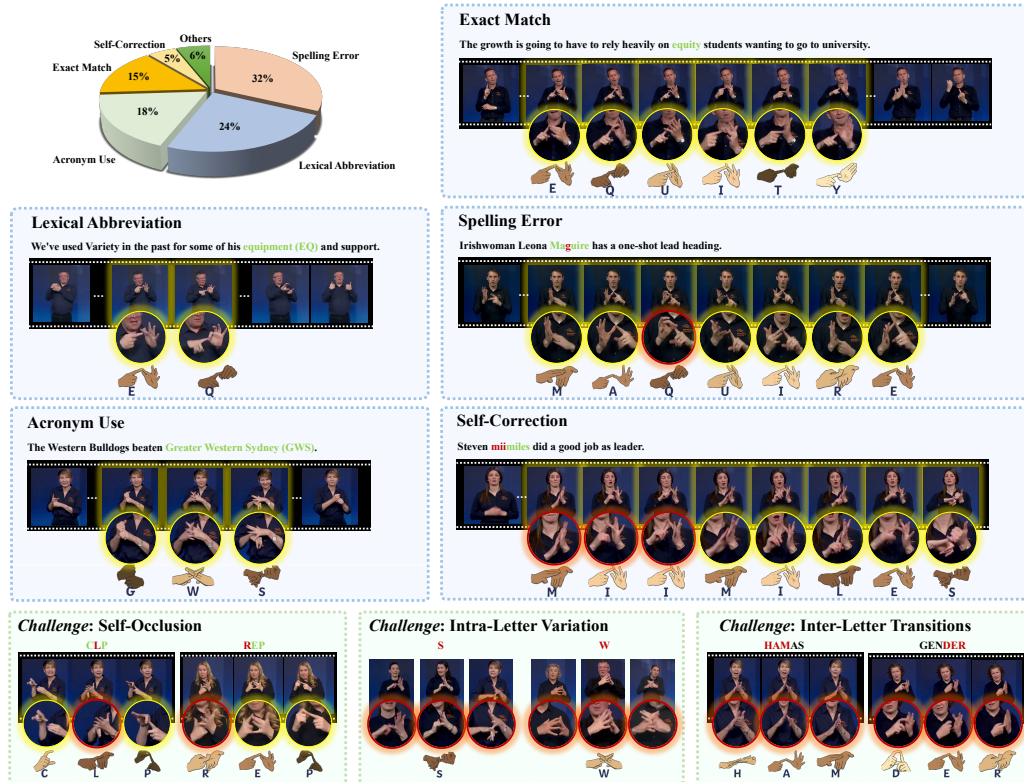 Others
Self-Correction
6%
Spelling Error
5%
Exact Match
15%
32%
18%
24%
Acronym Use
Lexical Abbreviation
Exact Match
The growth is going to have to rely heavily on equity students wanting to go to university.
... ...
E Q U I T Y
Lexical Abbreviation
We've used Variety in the past for some of his equipment (EQ) and support.
... ...
E Q
Spelling Error
Irishwoman Leona Maguire has a one-shot lead heading.
... ...
M A Q U I R E
Acronym Use
The Western Bulldogs beaten Greater Western Sydney (GWS).
... ...
G W S
Self-Correction
Steven miimiles did a good job as leader.
...
M I I M I L E S
Challenge: Self-Occlusion
CLP REP
C L P R E P
Challenge: Intra-Letter Variation
S W
S W
Challenge: Inter-Letter Transitions
HAMAS GENDER
H A M D E R